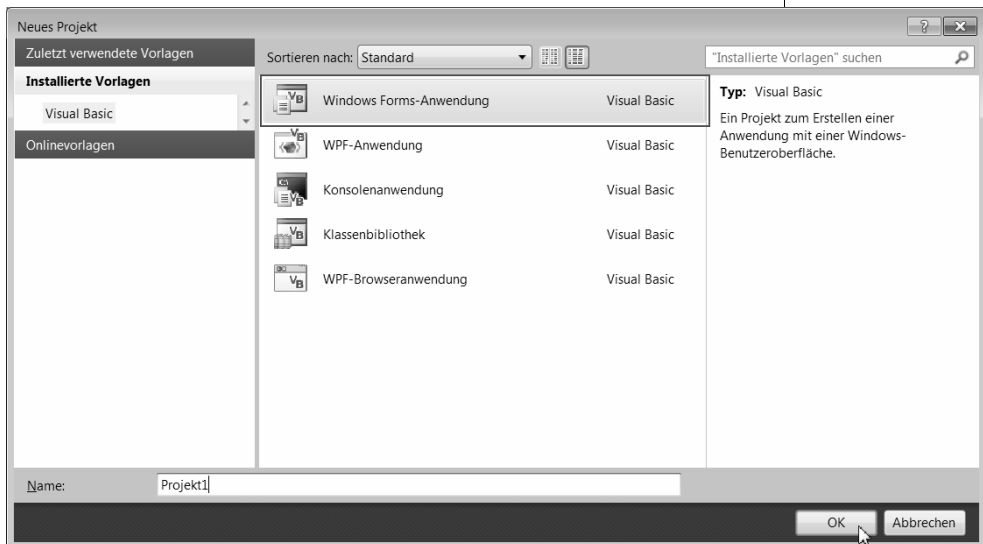 Neues Projekt
Zuletzt verwendete Vorlagen
Installierte Vorlagen
Visual Basic
Onlinevorlagen
Sortieren nach: Standard
"Installierte Vorlagen" suchen
Windows Forms-Anwendung Visual Basic
WPF-Anwendung Visual Basic
Konsolenanwendung Visual Basic
Klassenbibliothek Visual Basic
WPF-Browseranwendung Visual Basic
Typ: Visual Basic
Ein Projekt zum Erstellen einer
Anwendung mit einer Windows-
Benutzeroberfläche.
Name: Projekt1
OK Abbrechen